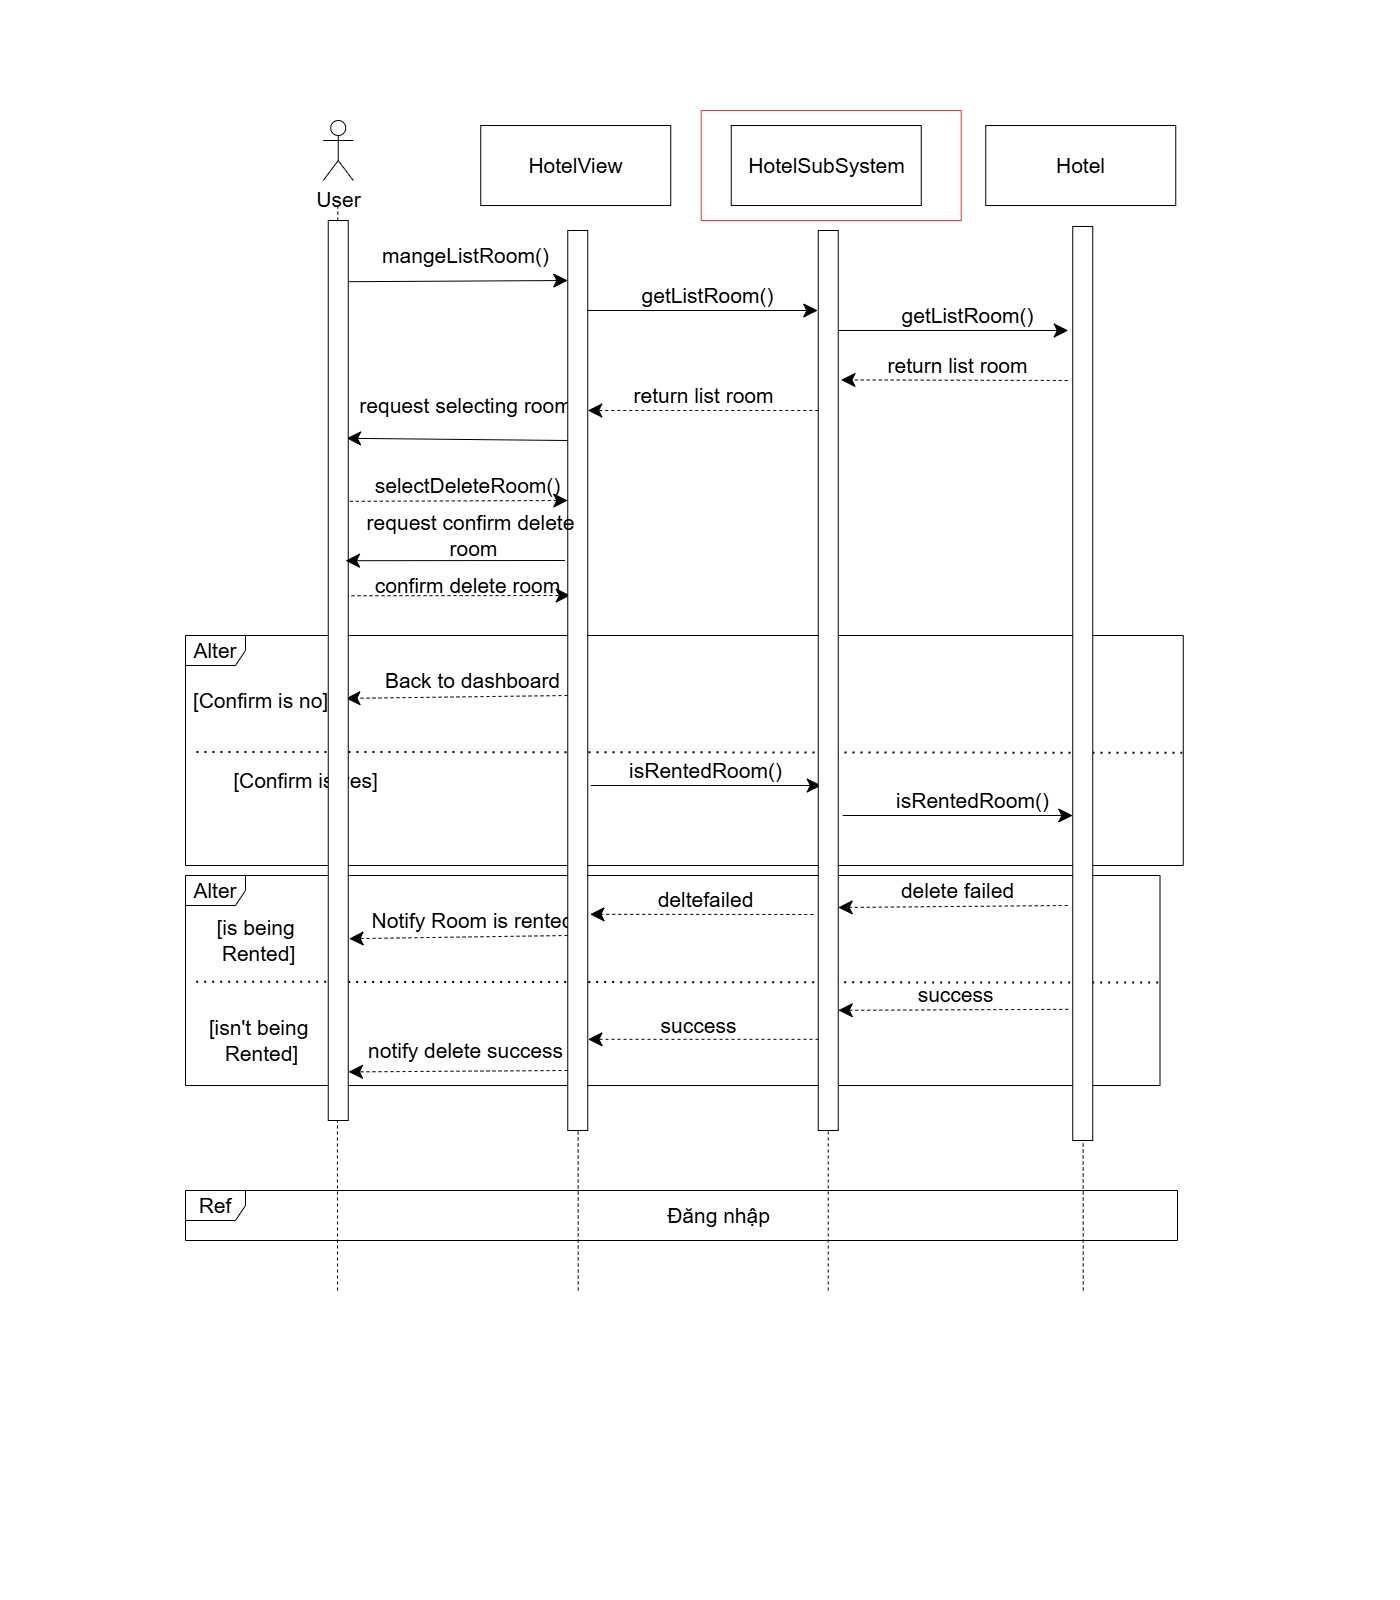 User
HotelView
HotelSubSystem
Hotel
mangeListRoom()
getListRoom()
getListRoom()
return list room
return list room
request selecting room
selectDeleteRoom()
request confirm delete
room
confirm delete room
Alter
Back to dashboard
[Confirm is no]
[Confirm is yes]
isRentedRoom()
isRentedRoom()
Alter
delete failed
deltefailed
Notify Room is rented
[is being
Rented]
success
success
[isn't being
Rented]
notify delete success
Ref
Đăng nhập